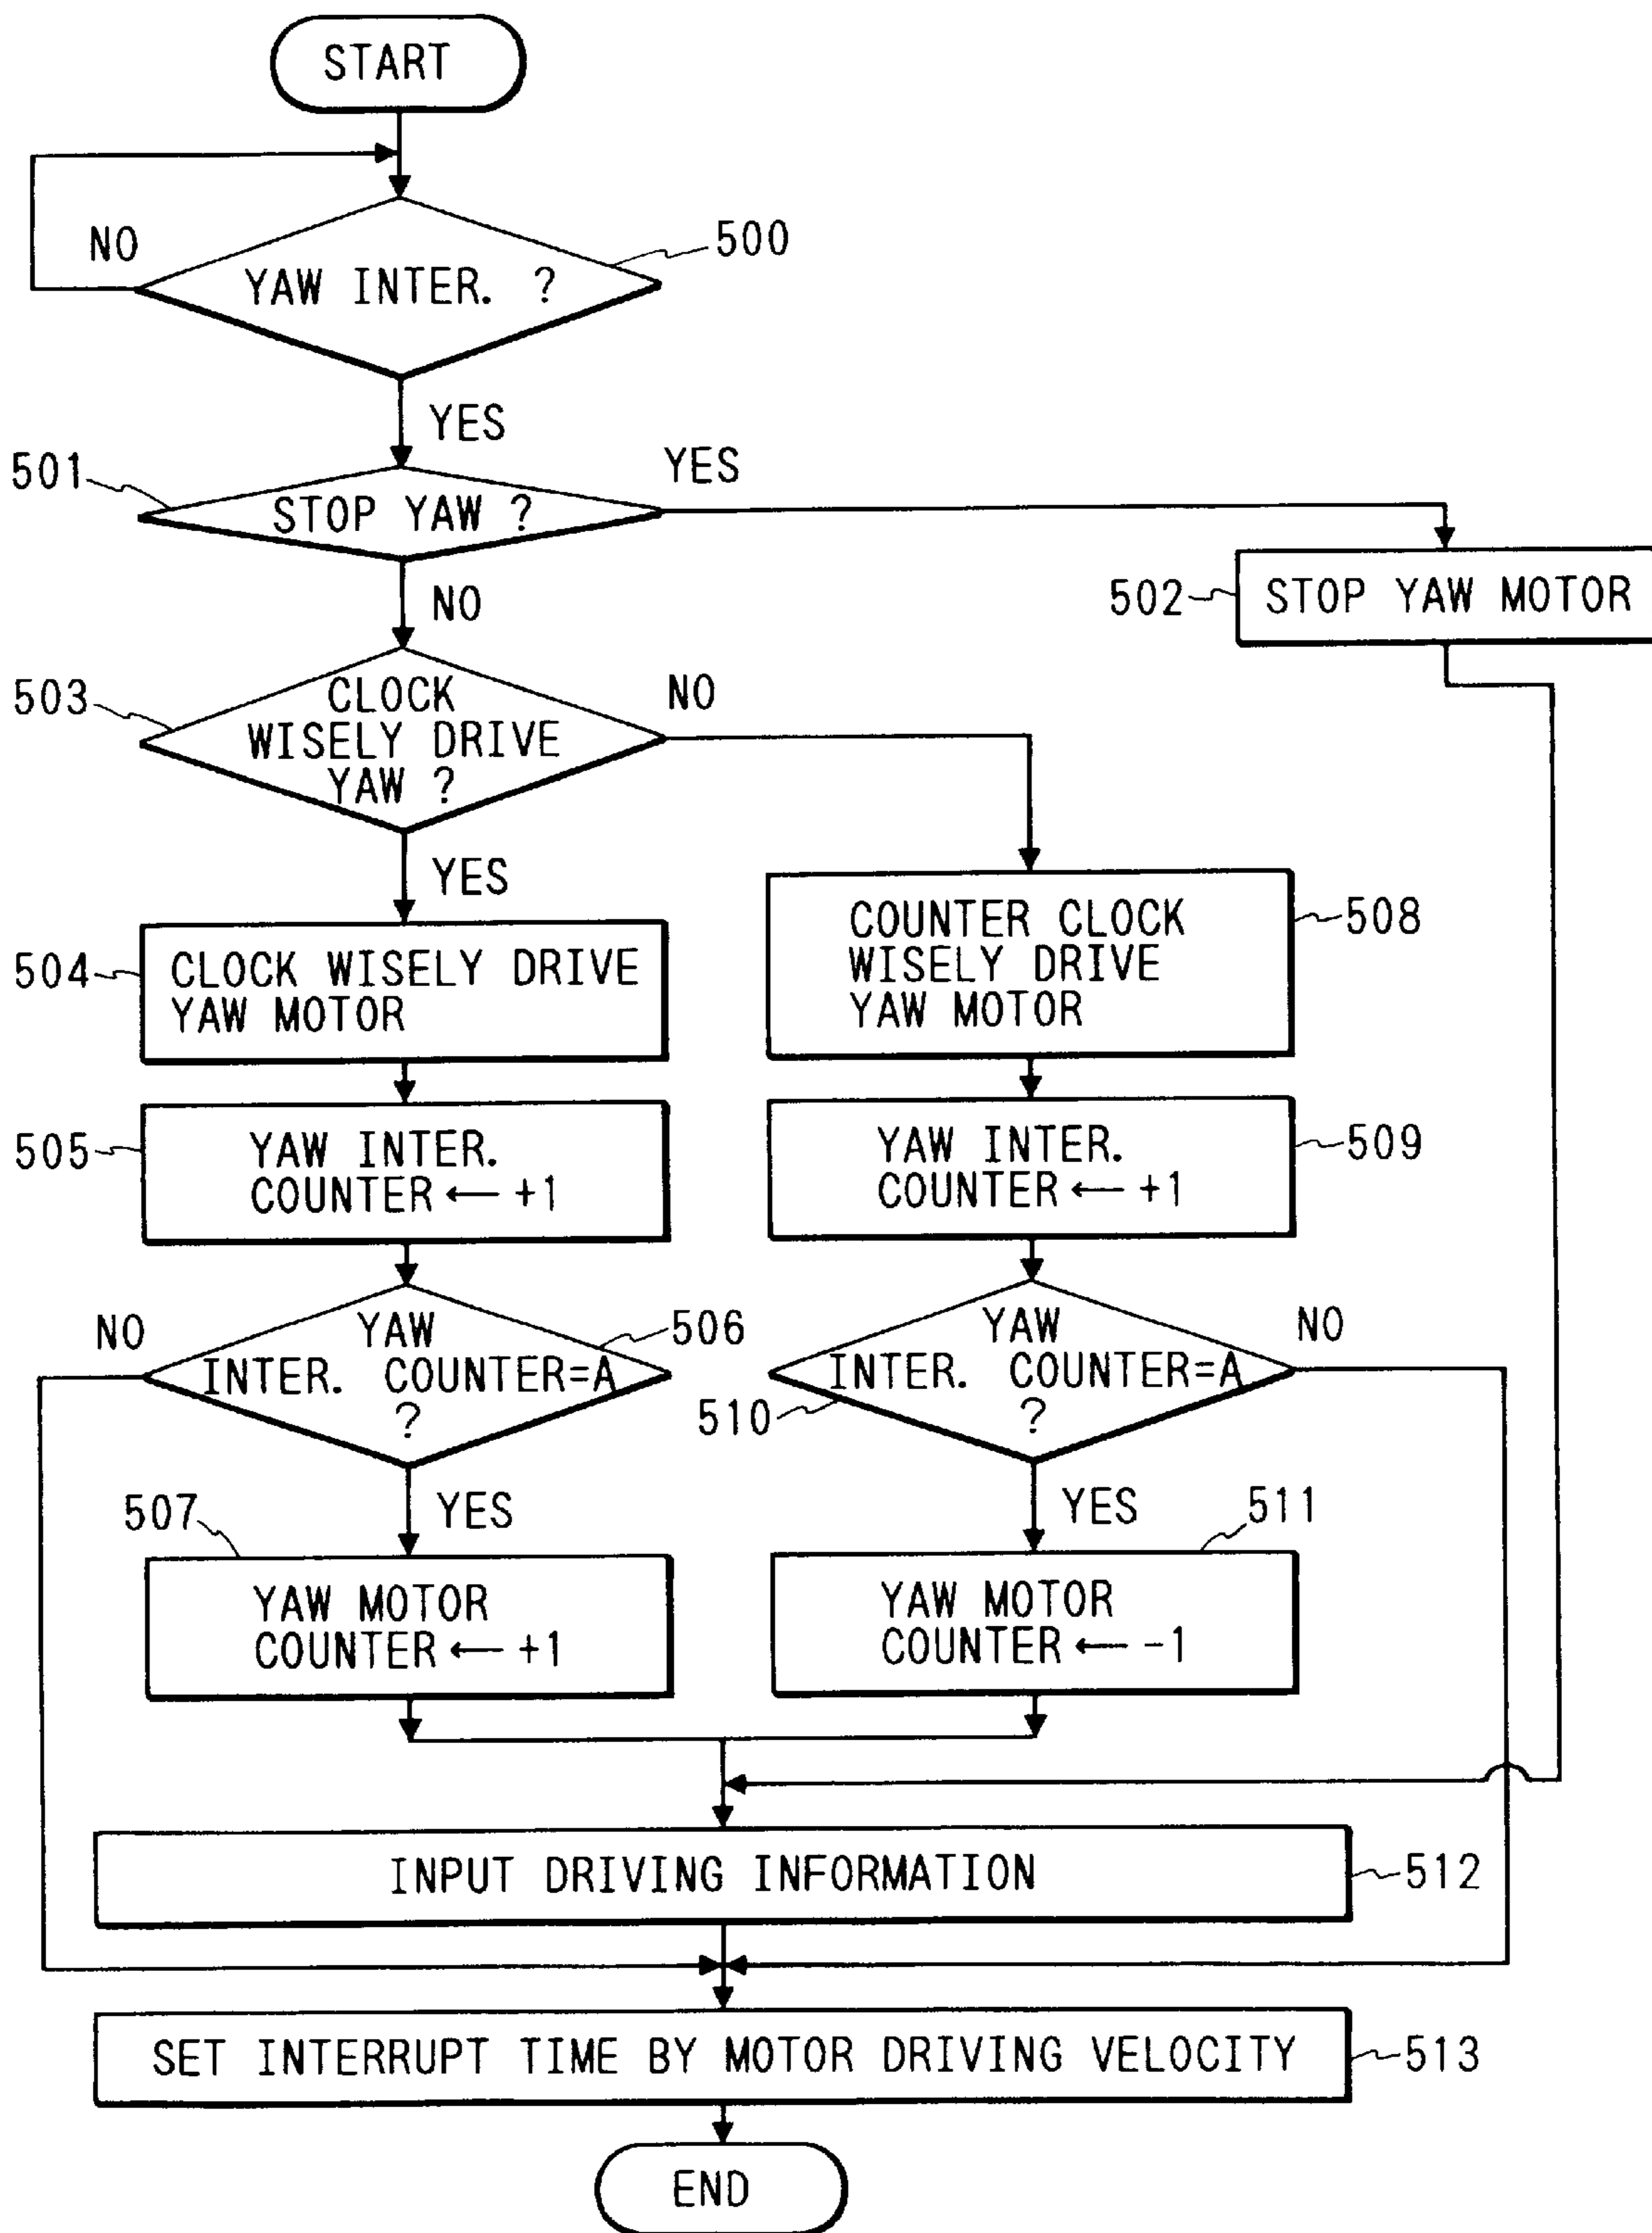 START
NO
500
YAW INTER. ?
YES
501
STOP YAW ?
YES
502
STOP YAW MOTOR
NO
503
CLOCK
WISELY DRIVE
YAW ?
NO
YES
504
CLOCK WISELY DRIVE
YAW MOTOR
COUNTER CLOCK
WISELY DRIVE
YAW MOTOR
508
505
YAW INTER.
COUNTER ← +1
YAW INTER.
COUNTER ← +1
509
NO
YAW
INTER. COUNTER=A
?
506
510
YAW
INTER. COUNTER=A
?
NO
507
YES
YES
511
YAW MOTOR
COUNTER ← +1
YAW MOTOR
COUNTER ← -1
INPUT DRIVING INFORMATION
512
SET INTERRUPT TIME BY MOTOR DRIVING VELOCITY
513
END